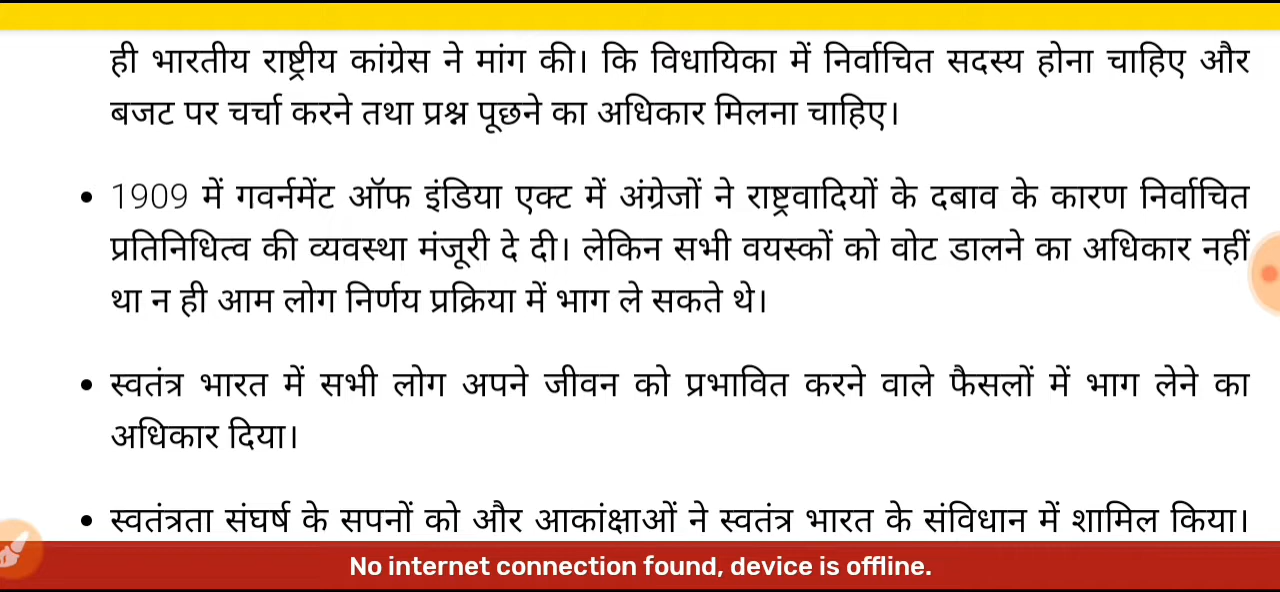 ही भारतीय राष्ट्रीय कांग्रेस ने मांग की। कि विधायिका में निर्वाचित सदस्य होना चाहिए और
बजट पर चर्चा करने तथा प्रश्न पूछने का अधिकार मिलना चाहिए।
• 1909 में गवर्नमेंट ऑफ इंडिया एक्ट में अंग्रेजों ने राष्ट्रवादियों के दबाव के कारण निर्वाचित
प्रतिनिधित्व की व्यवस्था मंजूरी दे दी। लेकिन सभी वयस्कों को वोट डालने का अधिकार नहीं
था न ही आम लोग निर्णय प्रक्रिया में भाग ले सकते थे।
• स्वतंत्र भारत में सभी लोग अपने जीवन को प्रभावित करने वाले फैसलों में भाग लेने का
अधिकार दिया।
• स्वतंत्रता संघर्ष के सपनों को और आकांक्षाओं ने स्वतंत्र भारत के संविधान में शामिल किया।
No internet connection found, device is offline.